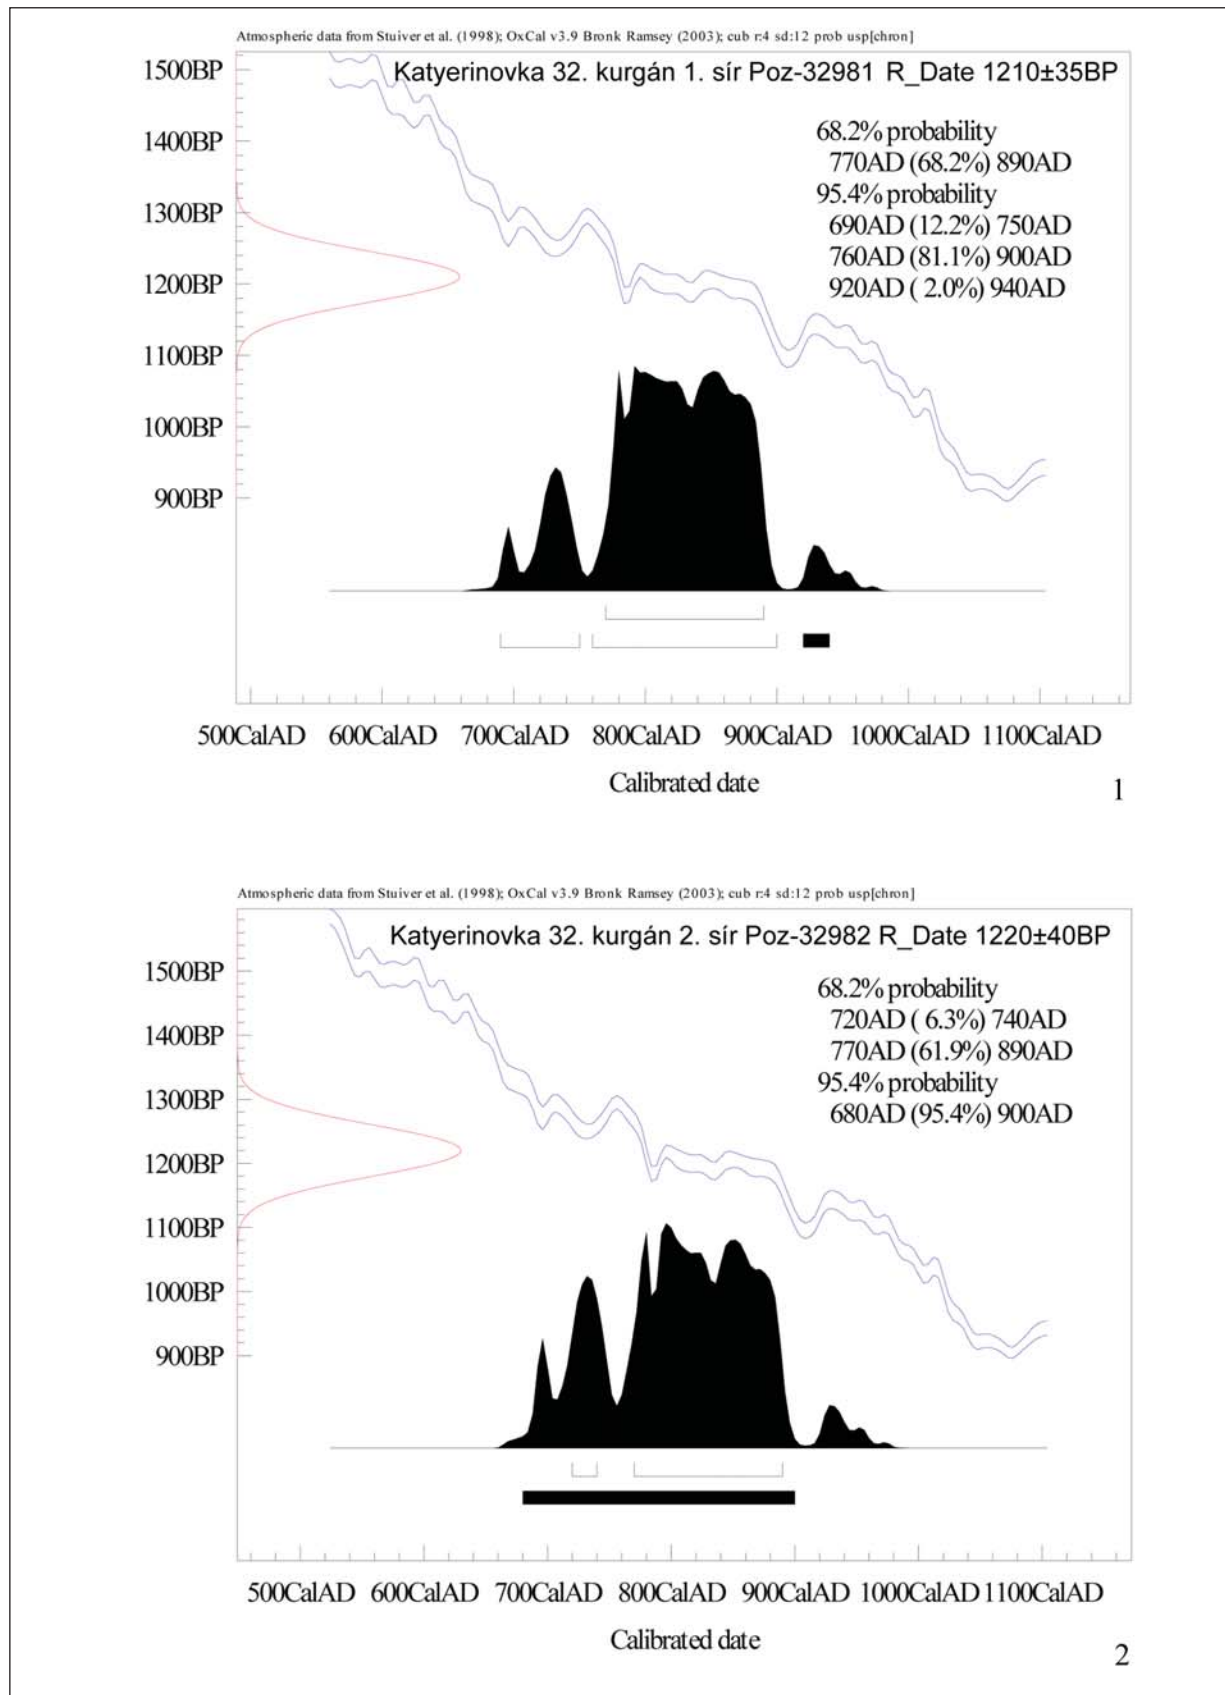 Atmospheric data from Stuiver et al. (1998); OxCal v3.9 Bronk Ramsey (2003); cub r:4 sd:12 prob usp[chron]
Katyerinovka 32. kurgán 1. sír Poz-32981 R_Date 1210±35BP
68.2% probability
770AD (68.2%) 890AD
95.4% probability
690AD (12.2%) 750AD
760AD (81.1%) 900AD
920AD ( 2.0%) 940AD
1500BP
1400BP
1300BP
1200BP
1100BP
1000BP
900BP
500CalAD 600CalAD 700CalAD 800CalAD 900CalAD 1000CalAD 1100CalAD
Calibrated date
1
Atmospheric data from Stuiver et al. (1998); OxCal v3.9 Bronk Ramsey (2003); cub r:4 sd:12 prob usp[chron]
Katyerinovka 32. kurgán 2. sír Poz-32982 R_Date 1220±40BP
68.2% probability
720AD ( 6.3%) 740AD
770AD (61.9%) 890AD
95.4% probability
680AD (95.4%) 900AD
1500BP
1400BP
1300BP
1200BP
1100BP
1000BP
900BP
500CalAD 600CalAD 700CalAD 800CalAD 900CalAD 1000CalAD 1100CalAD
Calibrated date
2